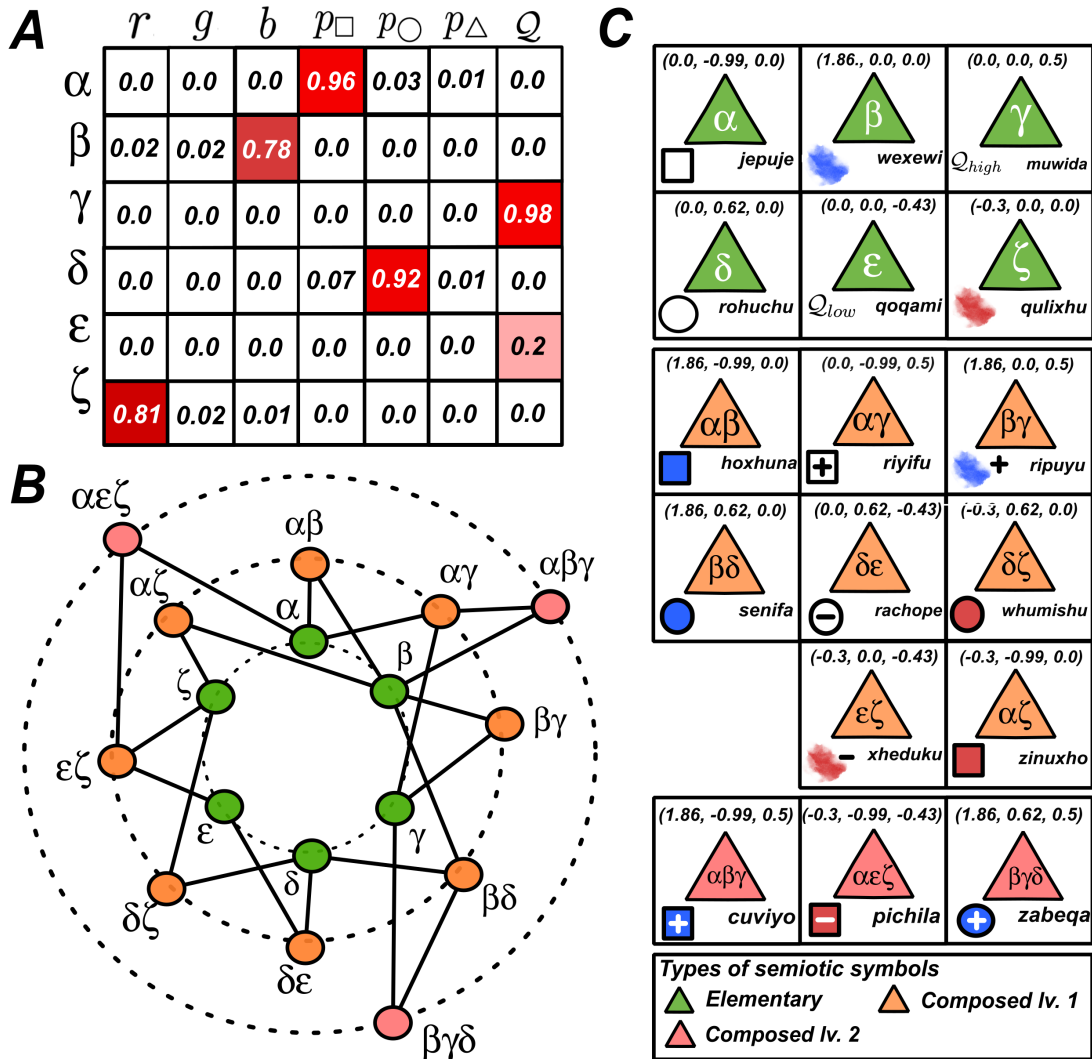 A
r g b p□ p○ p△ Q
α 0.0 0.0 0.0 0.96 0.03 0.01 0.0
β 0.02 0.02 0.78 0.0 0.0 0.0 0.0
γ 0.0 0.0 0.0 0.0 0.0 0.0 0.98
δ 0.0 0.0 0.0 0.07 0.92 0.01 0.0
ε 0.0 0.0 0.0 0.0 0.0 0.0 0.2
ζ 0.81 0.02 0.01 0.0 0.0 0.0 0.0
B
αεζ
αβ
αζ
αγ
αβγ
α
β
ζ
βγ
εζ
ε
γ
δ
βδ
δζ
δε
βγδ
C
(0.0, -0.99, 0.0) (1.86., 0.0, 0.0) (0.0, 0.0, 0.5)
α β γ
jepuje wexewi Qhigh muwida
(0.0, 0.62, 0.0) (0.0, 0.0, -0.43) (-0.3, 0.0, 0.0)
δ ε ζ
rohuchu Qlow qoqami qulixhu
(1.86, -0.99, 0.0) (0.0, -0.99, 0.5) (1.86, 0.0, 0.5)
αβ αγ βγ
hoxhuna + riyifu + ripuyu
(1.86, 0.62, 0.0) (0.0, 0.62, -0.43) (-0.3, 0.62, 0.0)
βδ δε δζ
senifa - rachope whumishu
(-0.3, 0.0, -0.43) (-0.3, -0.99, 0.0)
εζ αζ
- xheduku zinuxho
(1.86, -0.99, 0.5) (-0.3, -0.99, -0.43) (1.86, 0.62, 0.5)
αβγ αεζ βγδ
+ cuviyo - pichila + zabeqa
Types of semiotic symbols
Elementary Composed lv. 1
Composed lv. 2